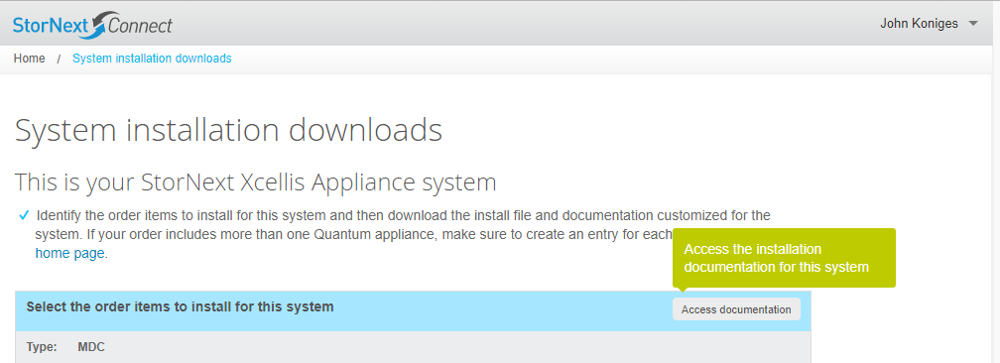 StorNext Connect
John Koniges
Home / System installation downloads
System installation downloads
This is your StorNext Xcellis Appliance system
Identify the order items to install for this system and then download the install file and documentation customized for the
system. If your order includes more than one Quantum appliance, make sure to create an entry for each
home page.
Access the installation
documentation for this system
Select the order items to install for this system
Access documentation
Type: MDC